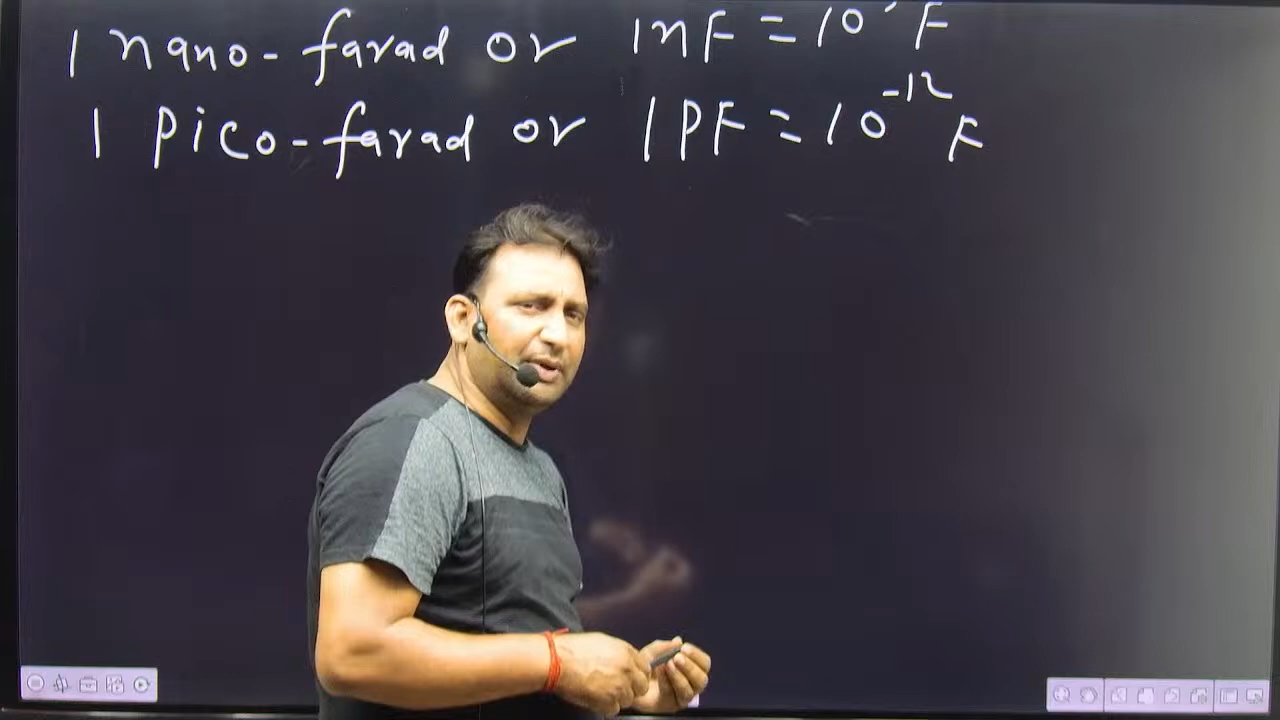 1 nano-farad or 1nF = 10 F
1 pico-farad or 1PF = 10⁻¹² F